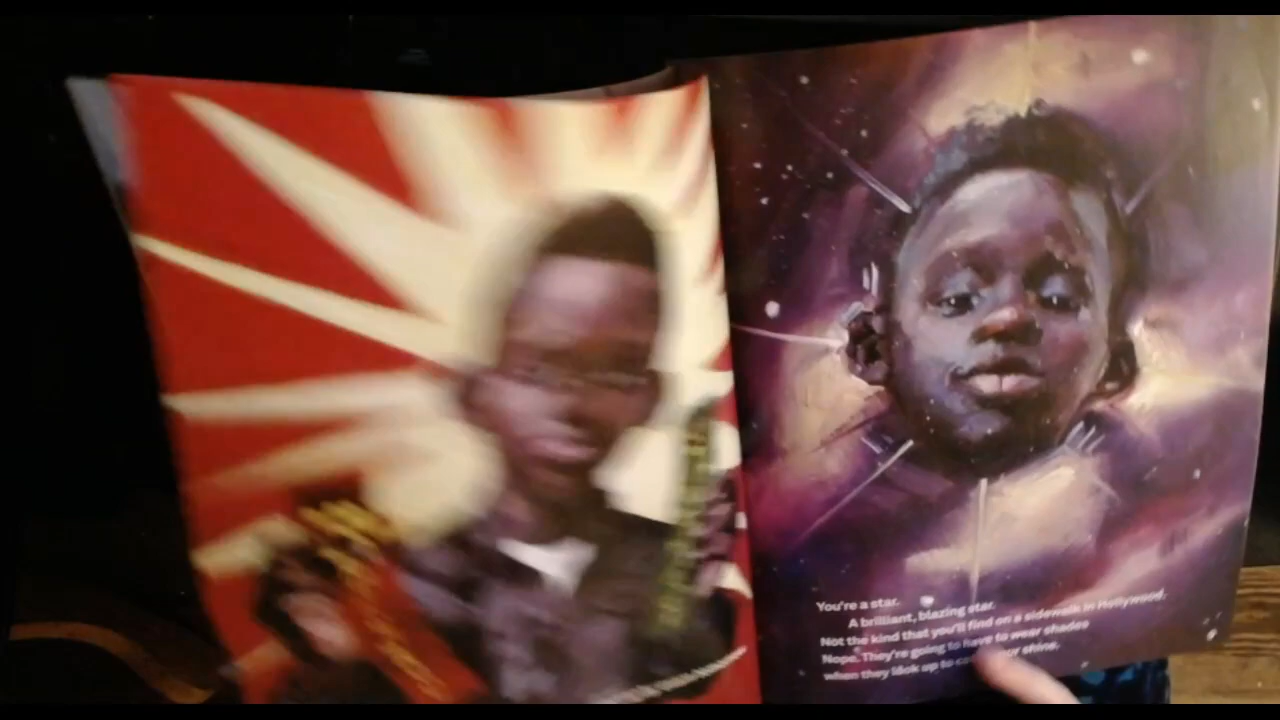 You're a star.
A brilliant, blazing star.
Not the kind that you'll find on a sidewalk in Hollywood.
Nope. They're going to have to wear shades
when they look up to your shine.